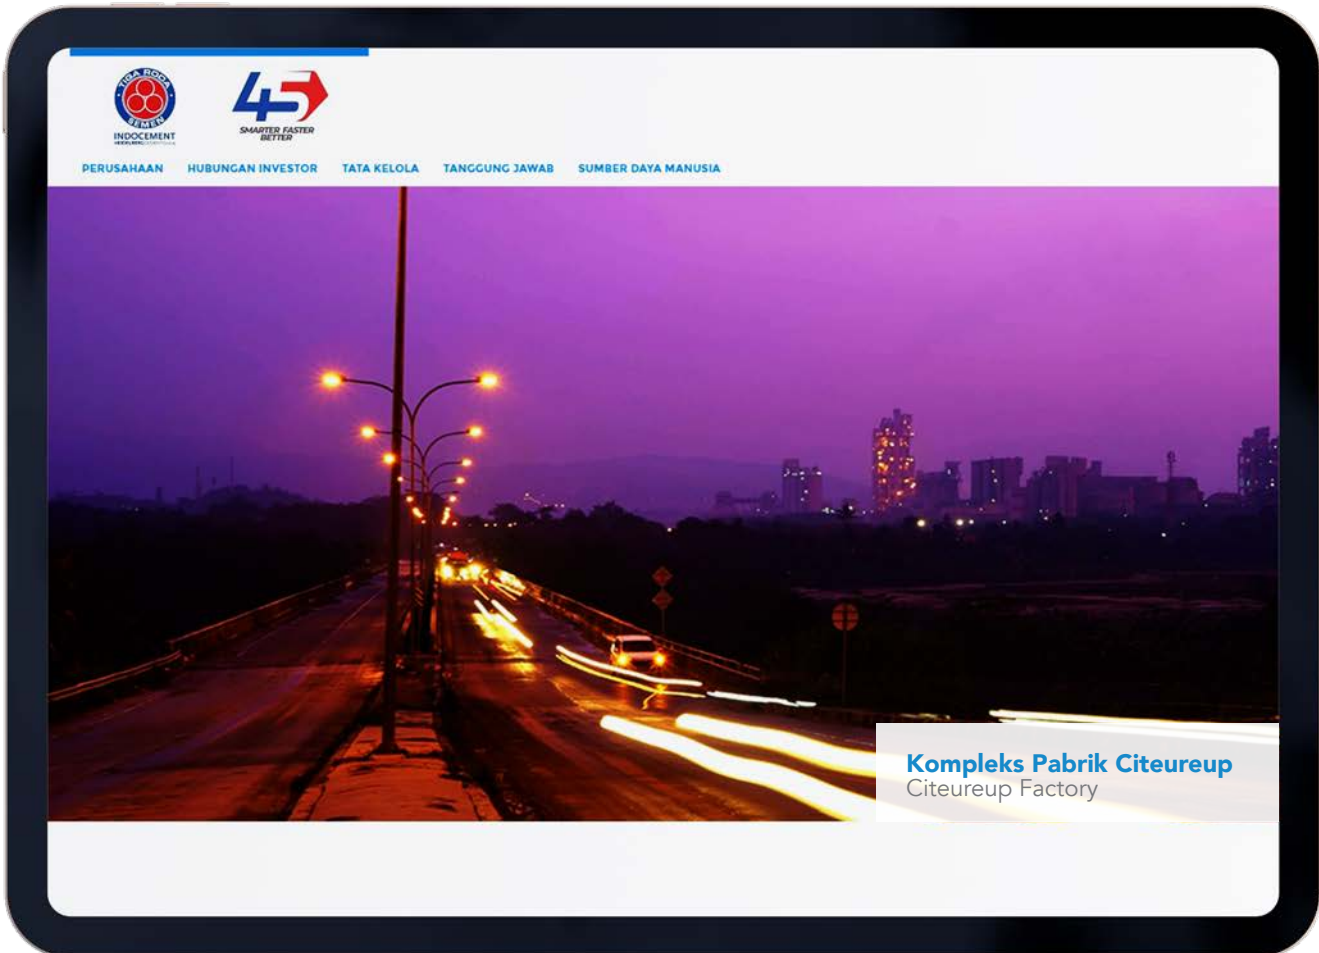 TIGA RODA
SEMEN
INDOCEMENT
45
SMARTER FASTER
BETTER
PERUSAHAAN HUBUNGAN INVESTOR TATA KELOLA TANGGUNG JAWAB SUMBER DAYA MANUSIA
Kompleks Pabrik Citeureup
Citeureup Factory